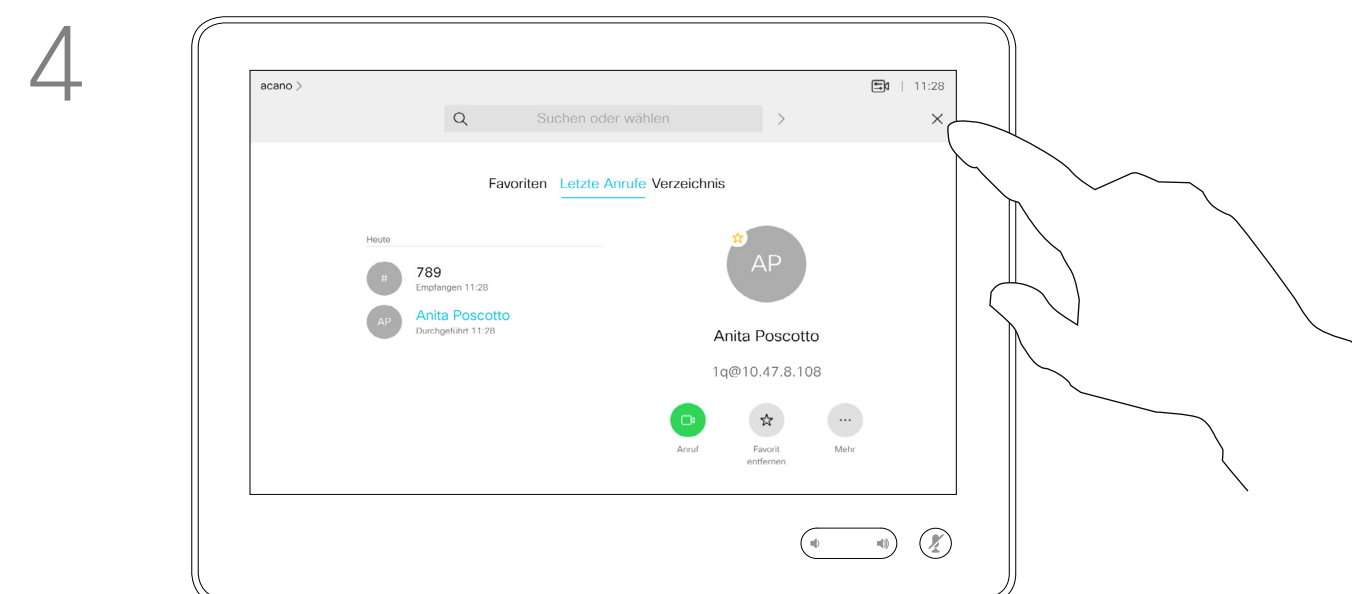 4
acano >
11:28
Suchen oder wählen
Favoriten Letzte Anrufe Verzeichnis
Heute
#
789
Empfangen 11:28
AP
Anita Poscotto
Durchgeführt 11:28
AP
Anita Poscotto
1q@10.47.8.108
Anruf
Favorit
entfernen
Mehr